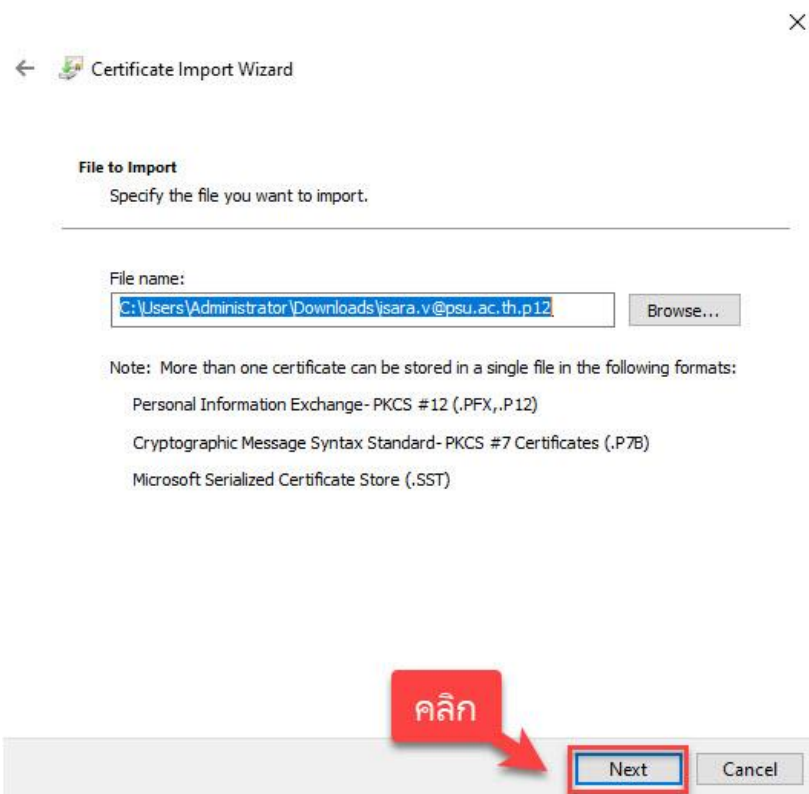 Certificate Import Wizard
File to Import
Specify the file you want to import.
File name:
C:\Users\Administrator\Downloads\isara.v@psu.ac.th.p12
Browse...
Note: More than one certificate can be stored in a single file in the following formats:
Personal Information Exchange- PKCS #12 (.PFX,.P12)
Cryptographic Message Syntax Standard- PKCS #7 Certificates (.P7B)
Microsoft Serialized Certificate Store (.SST)
คลิก
Next
Cancel